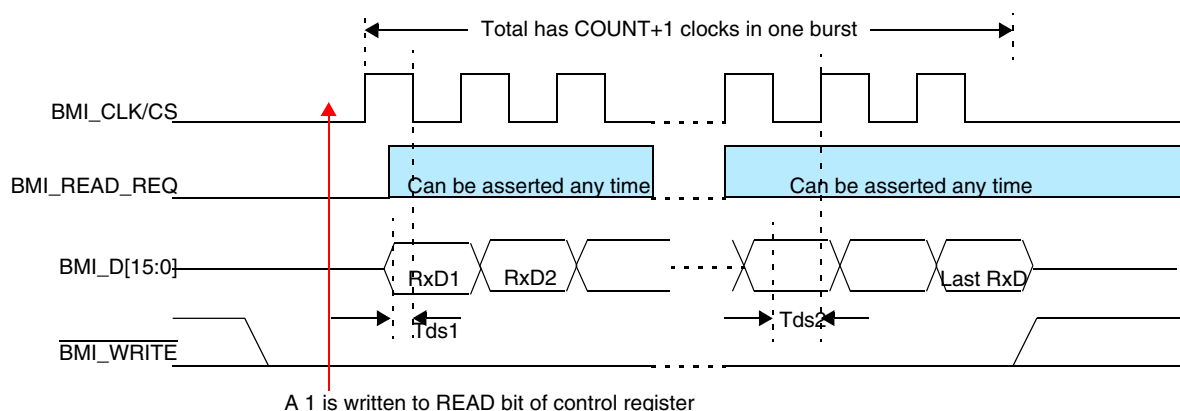 Total has COUNT+1 clocks in one burst
BMI_CLK/CS
BMI_READ_REQ
Can be asserted any time
Can be asserted any time
BMI_D[15:0]
RxD1
RxD2
Last RxD
Tds1
Tds2
BMI_WRITE
A 1 is written to READ bit of control register